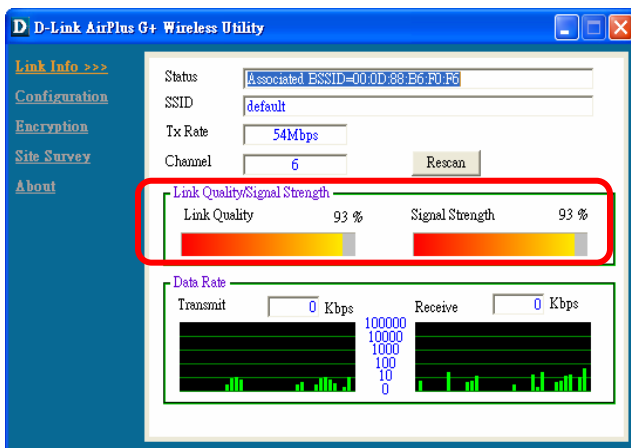 D D-Link AirPlus G+ Wireless Utility
Link Info >>>
Configuration
Encryption
Site Survey
About
Status Associated BSSID=00:0D:88:B6:F0:F6
SSID default
Tx Rate 54Mbps
Channel 6 Rescan
Link Quality/Signal Strength
Link Quality 93 % Signal Strength 93 %
Data Rate
Transmit 0 Kbps Receive 0 Kbps
100000
10000
1000
100
10
0